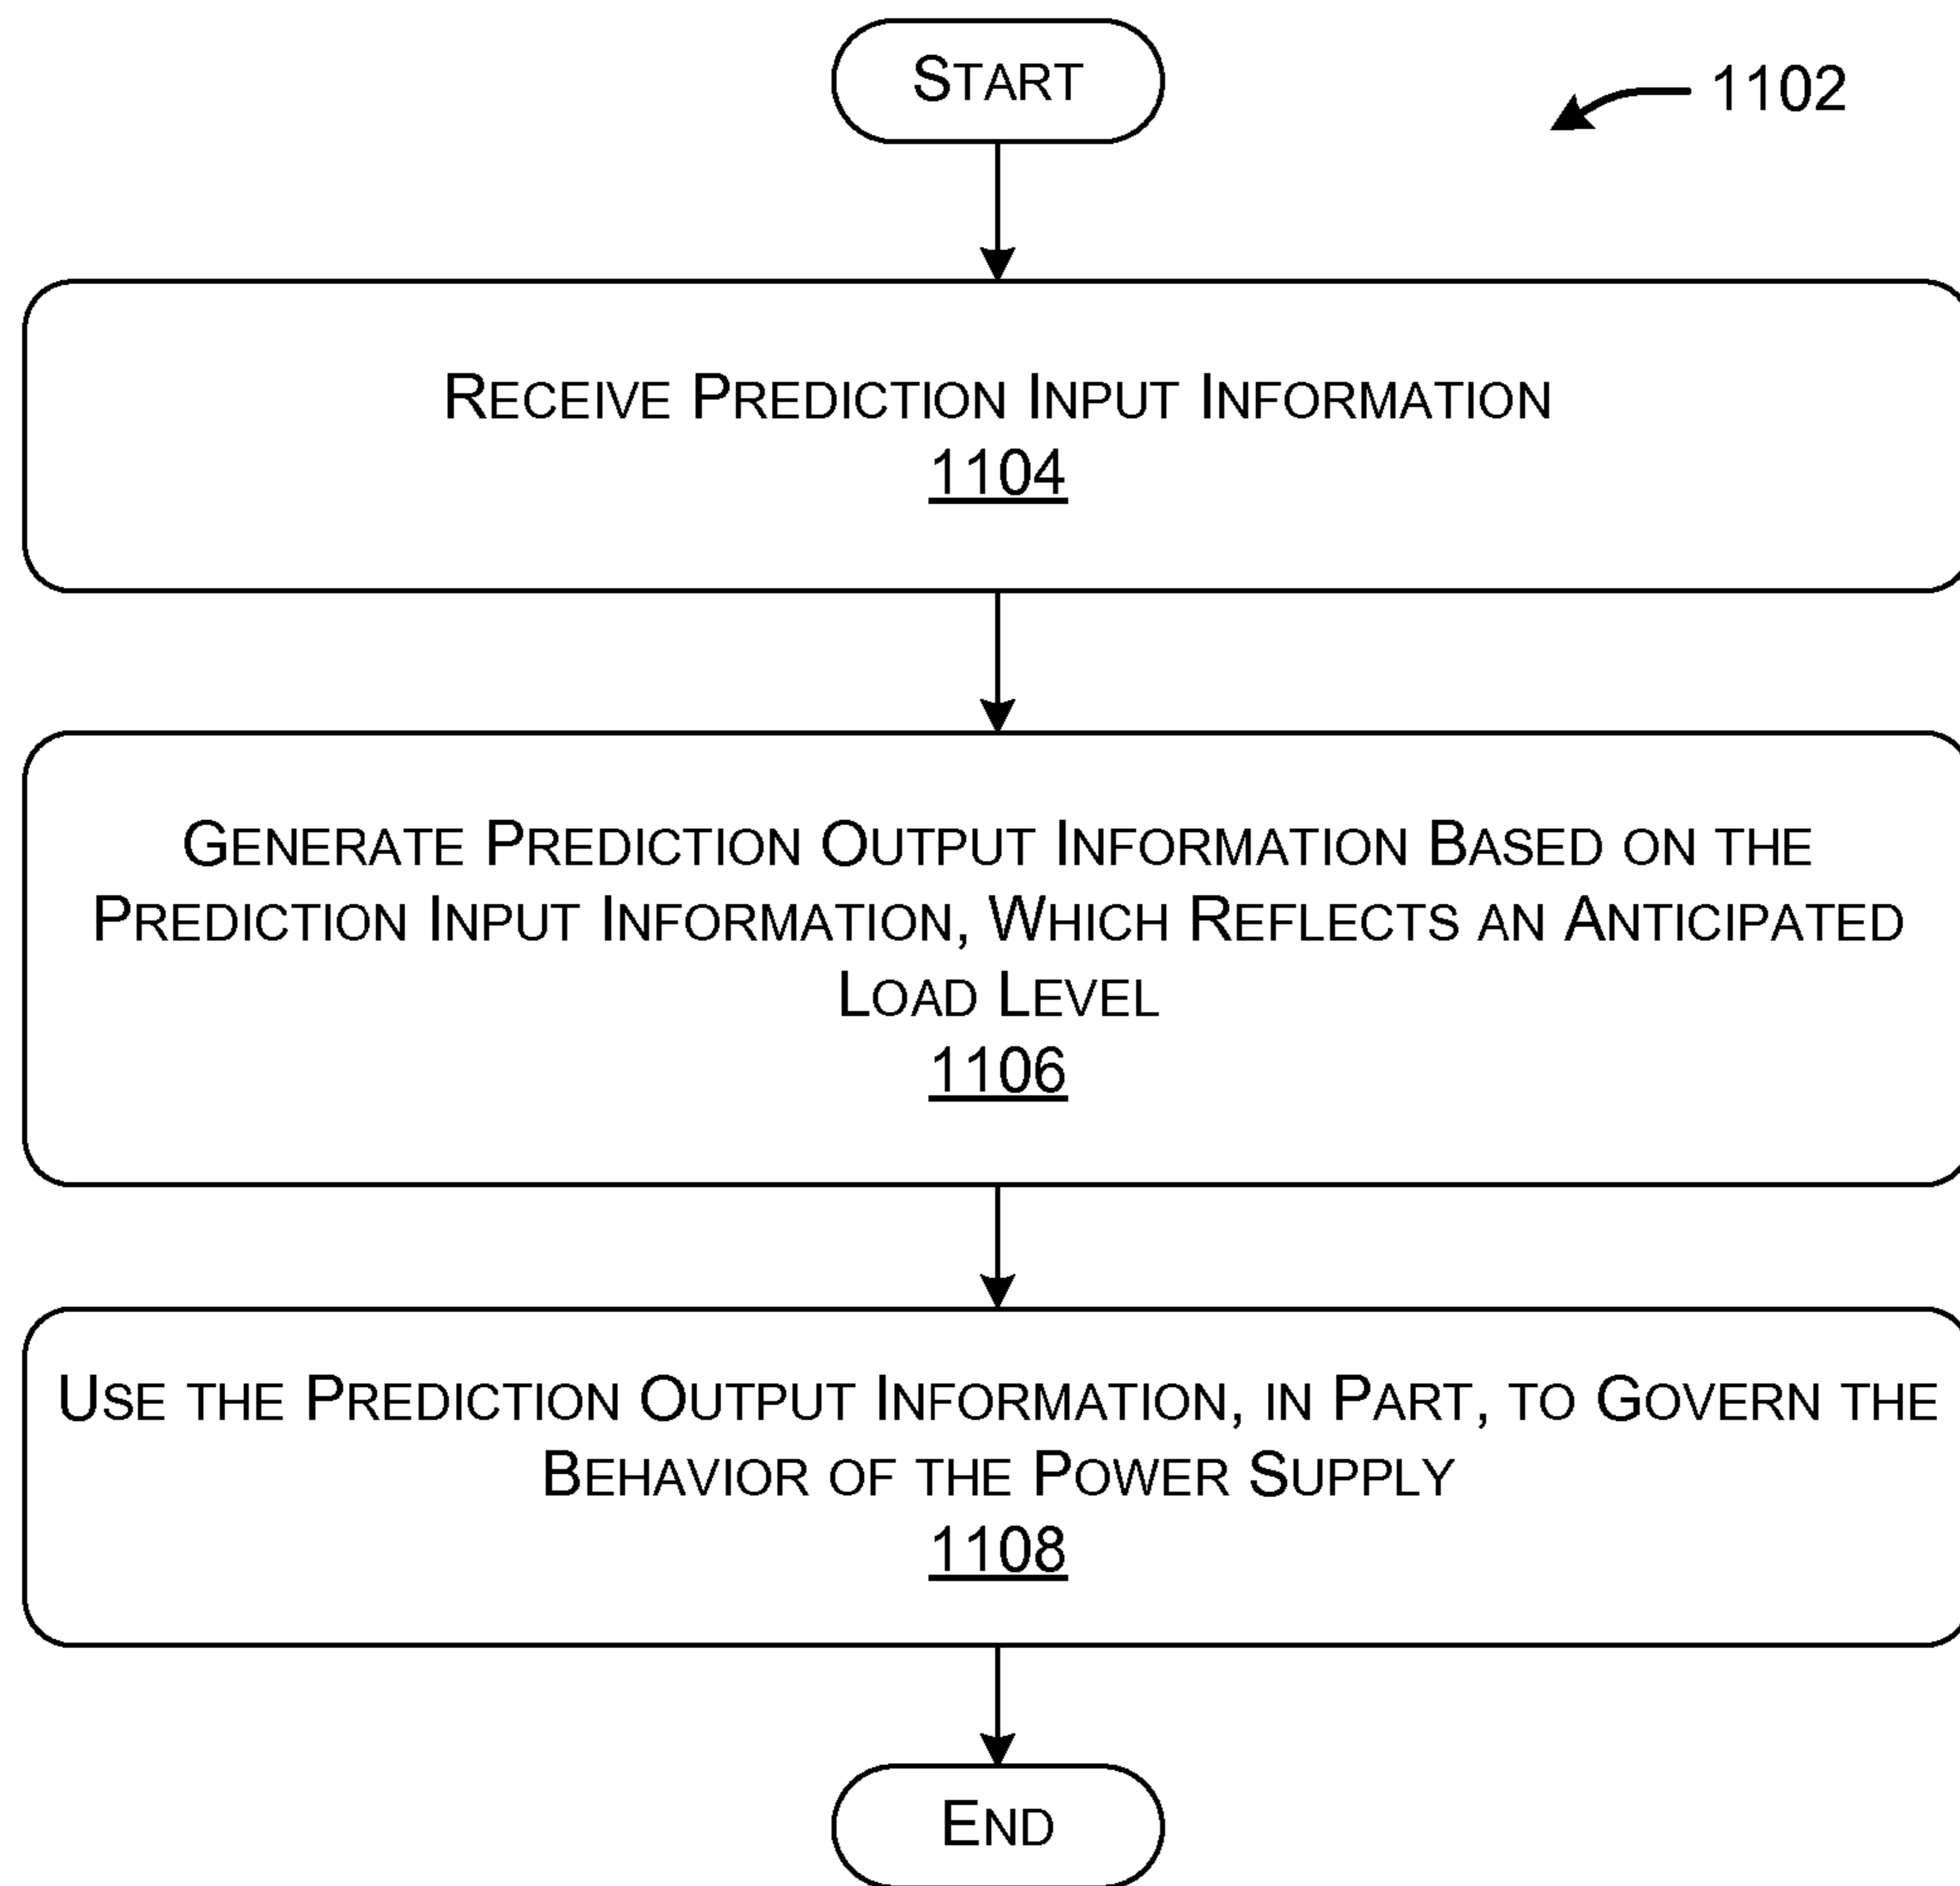 START
1102
RECEIVE PREDICTION INPUT INFORMATION
1104
GENERATE PREDICTION OUTPUT INFORMATION BASED ON THE
PREDICTION INPUT INFORMATION, WHICH REFLECTS AN ANTICIPATED
LOAD LEVEL
1106
USE THE PREDICTION OUTPUT INFORMATION, IN PART, TO GOVERN THE
BEHAVIOR OF THE POWER SUPPLY
1108
END